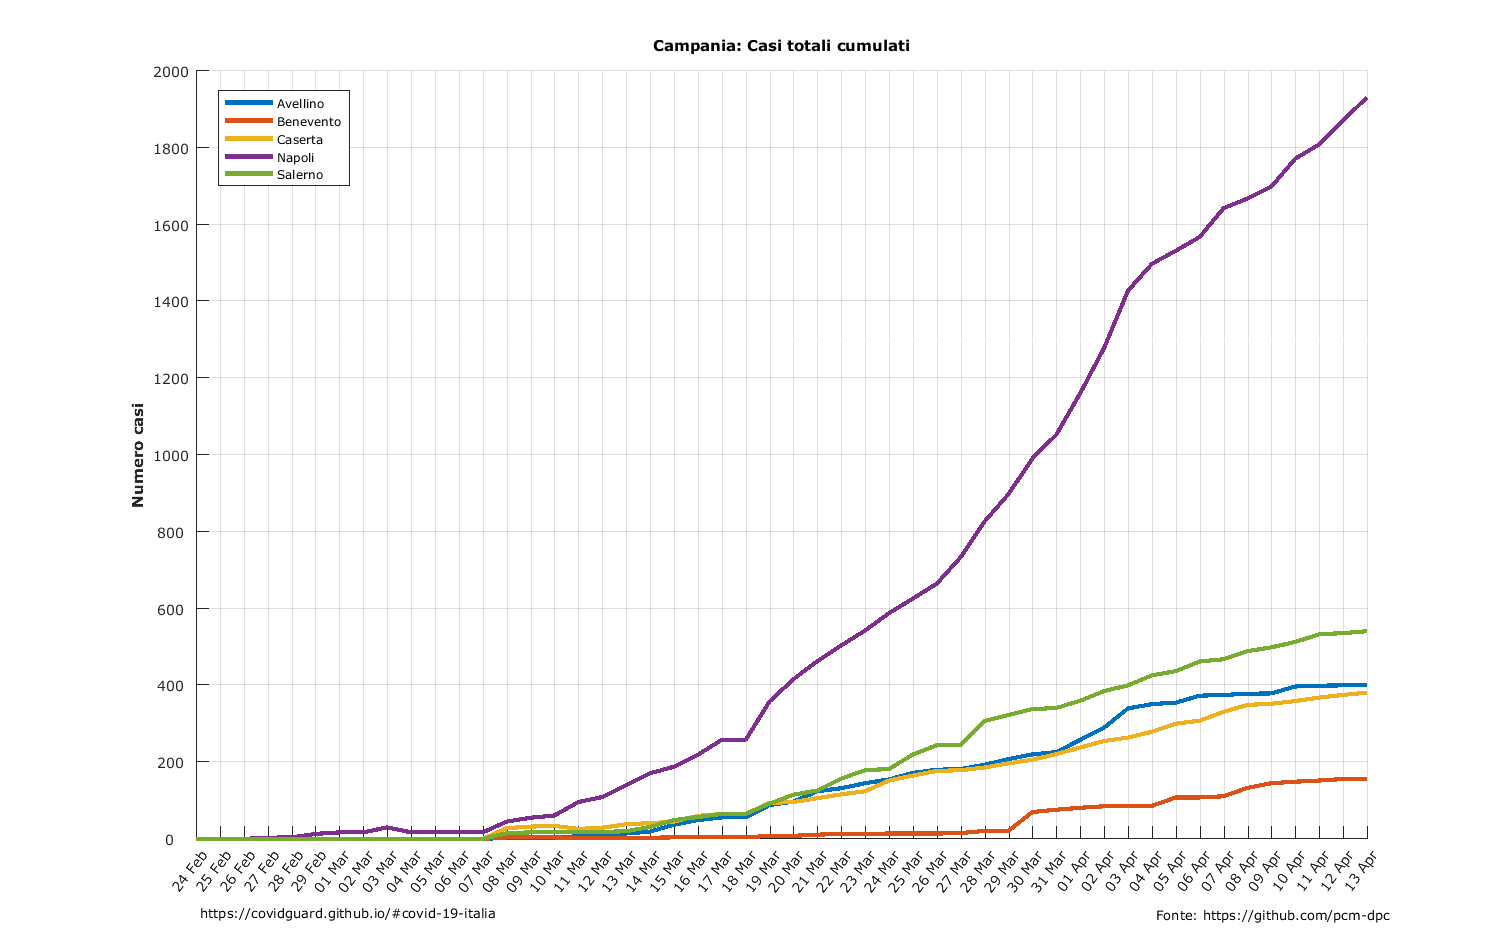 Campania: Casi totali cumulati
Numero casi
2000
1800
1600
1400
1200
1000
800
600
400
200
0
Avellino
Benevento
Caserta
Napoli
Salerno
24 Feb
25 Feb
26 Feb
27 Feb
28 Feb
29 Feb
01 Mar
02 Mar
03 Mar
04 Mar
05 Mar
06 Mar
07 Mar
08 Mar
09 Mar
10 Mar
11 Mar
12 Mar
13 Mar
14 Mar
15 Mar
16 Mar
17 Mar
18 Mar
19 Mar
20 Mar
21 Mar
22 Mar
23 Mar
24 Mar
25 Mar
26 Mar
27 Mar
28 Mar
29 Mar
30 Mar
31 Mar
01 Apr
02 Apr
03 Apr
04 Apr
05 Apr
06 Apr
07 Apr
08 Apr
09 Apr
10 Apr
11 Apr
12 Apr
13 Apr
https://covidguard.github.io/#covid-19-italia
Fonte: https://github.com/pcm-dpc